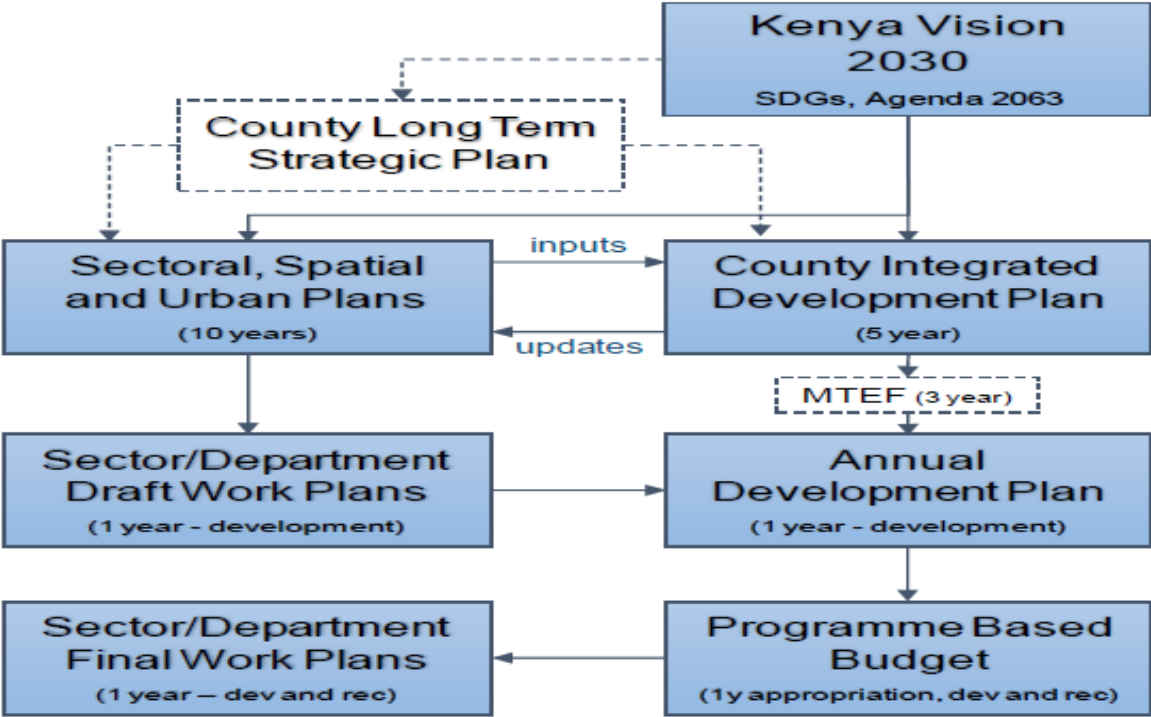 Kenya Vision
2030
SDGs, Agenda 2063
County Long Term
Strategic Plan
Sectoral, Spatial
and Urban Plans
(10 years)
inputs
updates
County Integrated
Development Plan
(5 year)
MTEF (3 year)
Sector/Department
Draft Work Plans
(1 year - development)
Annual
Development Plan
(1 year - development)
Sector/Department
Final Work Plans
(1 year – dev and rec)
Programme Based
Budget
(1y appropriation, dev and rec)